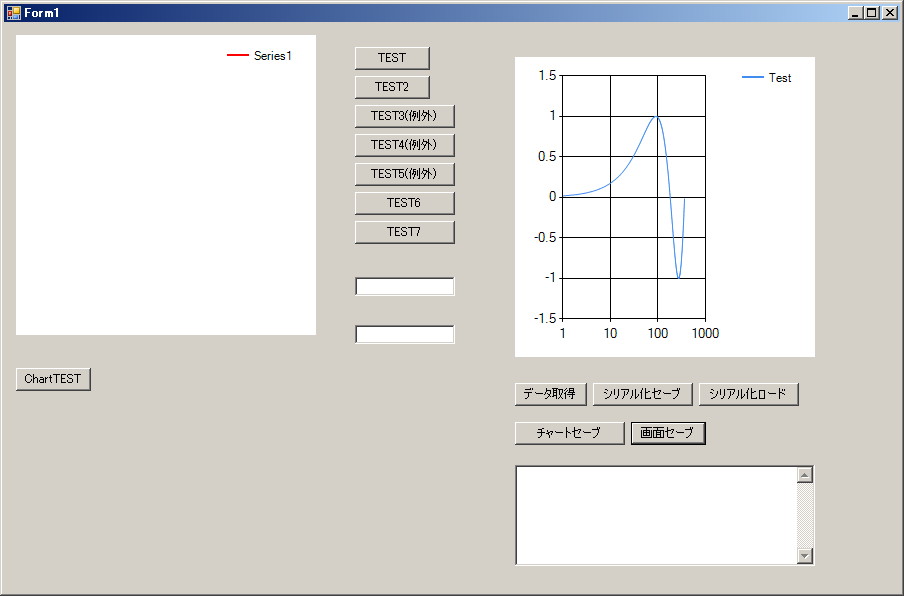 Form1
Series1
TEST
TEST2
TEST3(例外)
TEST4(例外)
TEST5(例外)
TEST6
TEST7
ChartTEST
Test
1.5
1
0.5
0
-0.5
-1
-1.5
1 10 100 1000
データ取得 シリアル化セーブ シリアル化ロード
チャートセーブ 画面セーブ